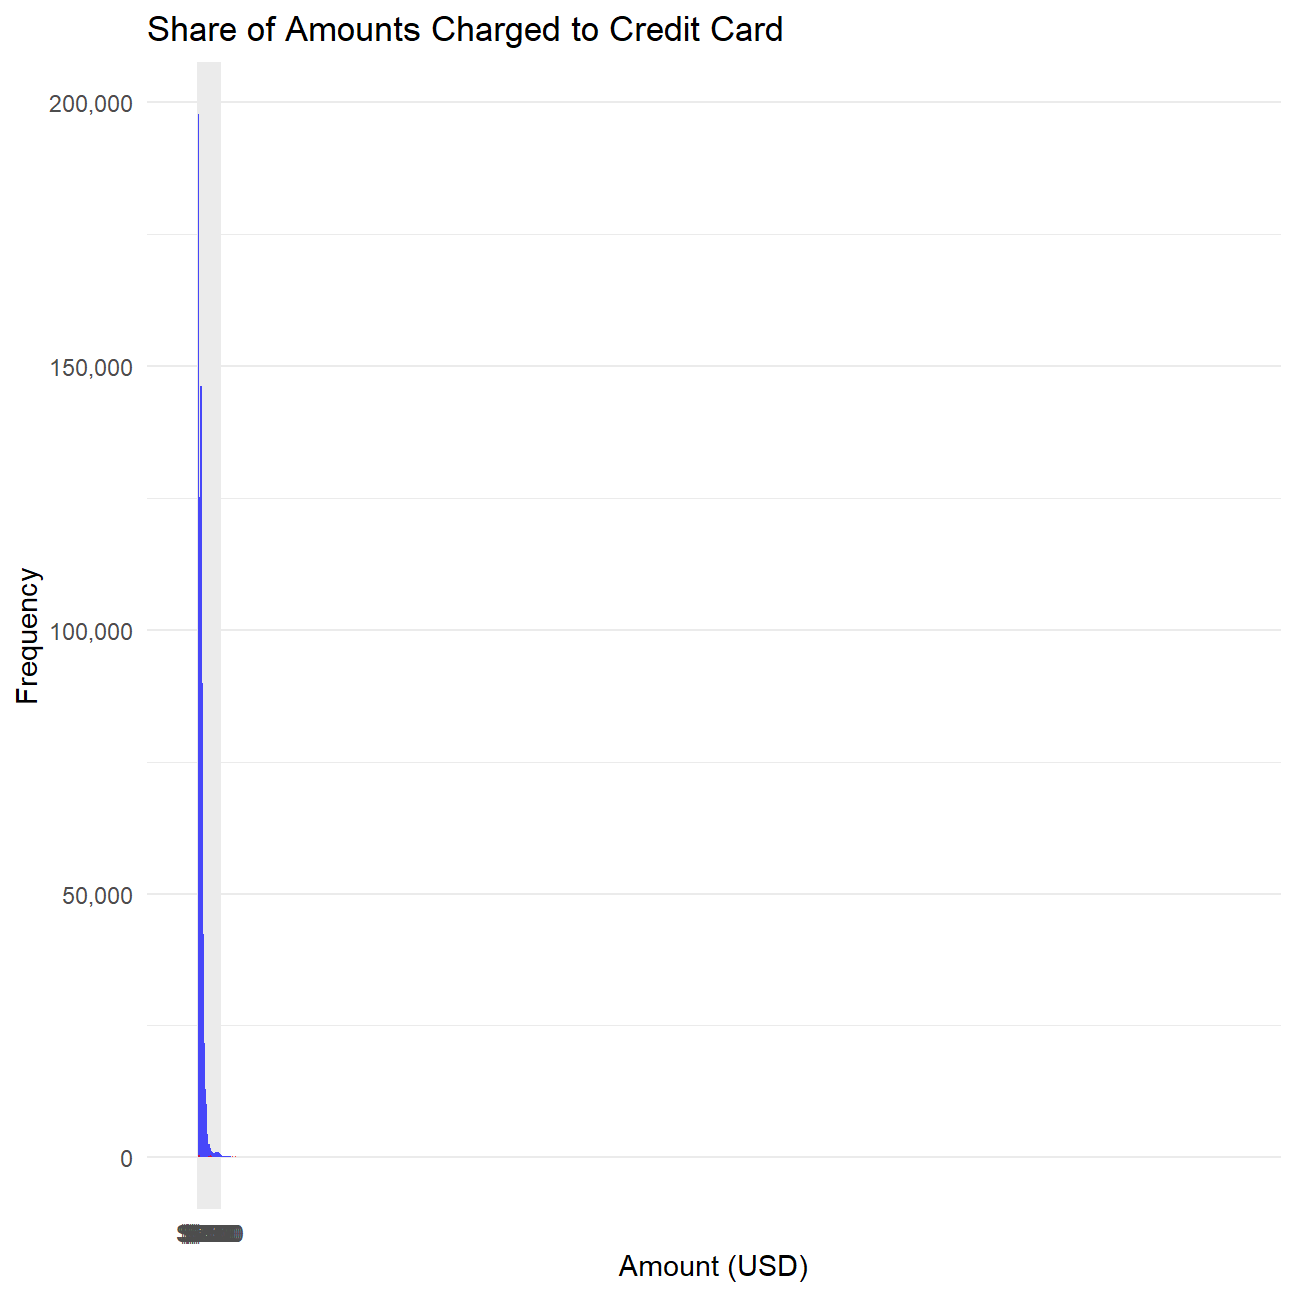 Share of Amounts Charged to Credit Card
200,000
150,000
100,000
50,000
0
Frequency
Amount (USD)